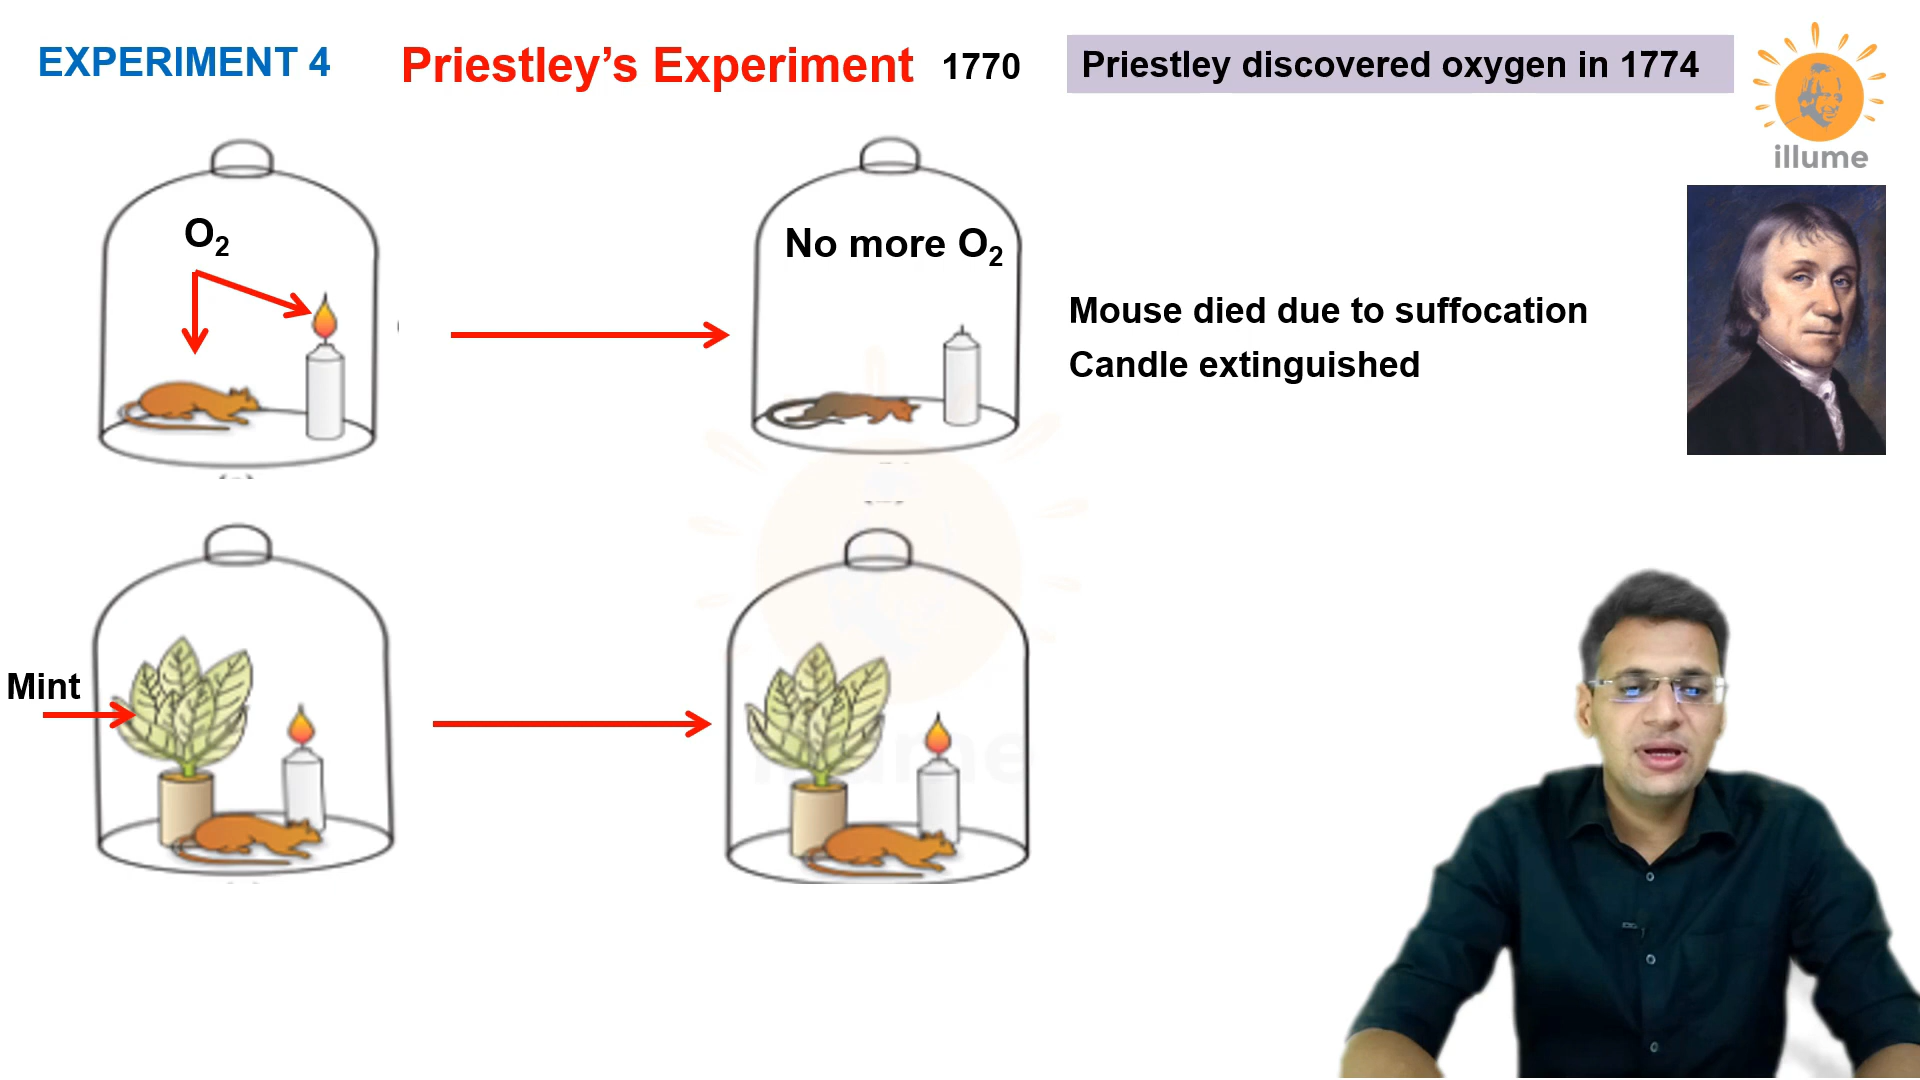 EXPERIMENT 4
Priestley’s Experiment
1770
Priestley discovered oxygen in 1774
illume
O₂
No more O₂
Mouse died due to suffocation
Candle extinguished
Mint
illume